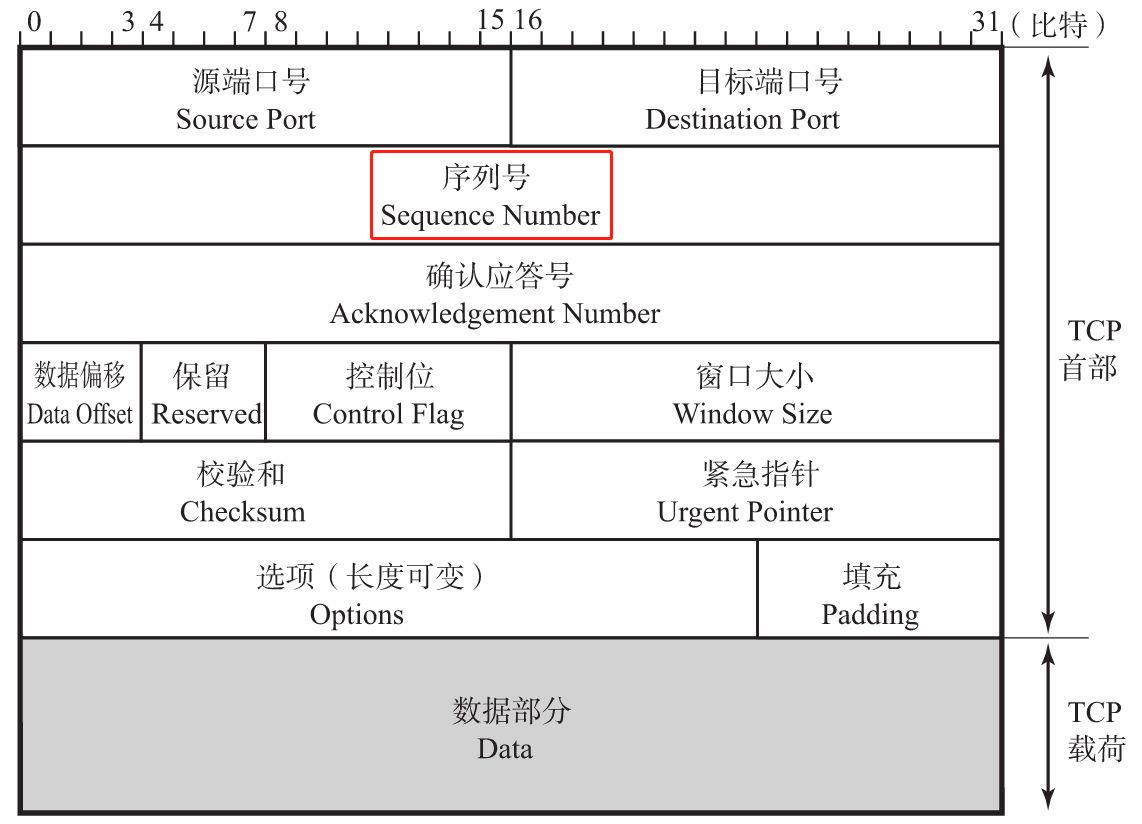 0 3 4 7 8 15 16 31 (比特)
源端口号
Source Port
目标端口号
Destination Port
序列号
Sequence Number
确认应答号
Acknowledgement Number
数据偏移
Data Offset
保留
Reserved
控制位
Control Flag
窗口大小
Window Size
校验和
Checksum
紧急指针
Urgent Pointer
选项(长度可变)
Options
填充
Padding
TCP
首部
数据部分
Data
TCP
载荷